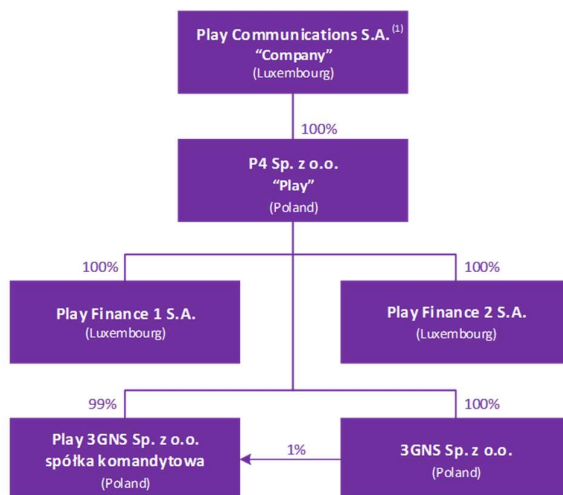 Play Communications S.A. (1)
“Company”
(Luxembourg)
100%
P4 Sp. z o.o.
“Play”
(Poland)
100%
100%
Play Finance 1 S.A.
(Luxembourg)
Play Finance 2 S.A.
(Luxembourg)
99%
100%
Play 3GNS Sp. z o.o.
spółka komandytowa
(Poland)
1%
3GNS Sp. z o.o.
(Poland)